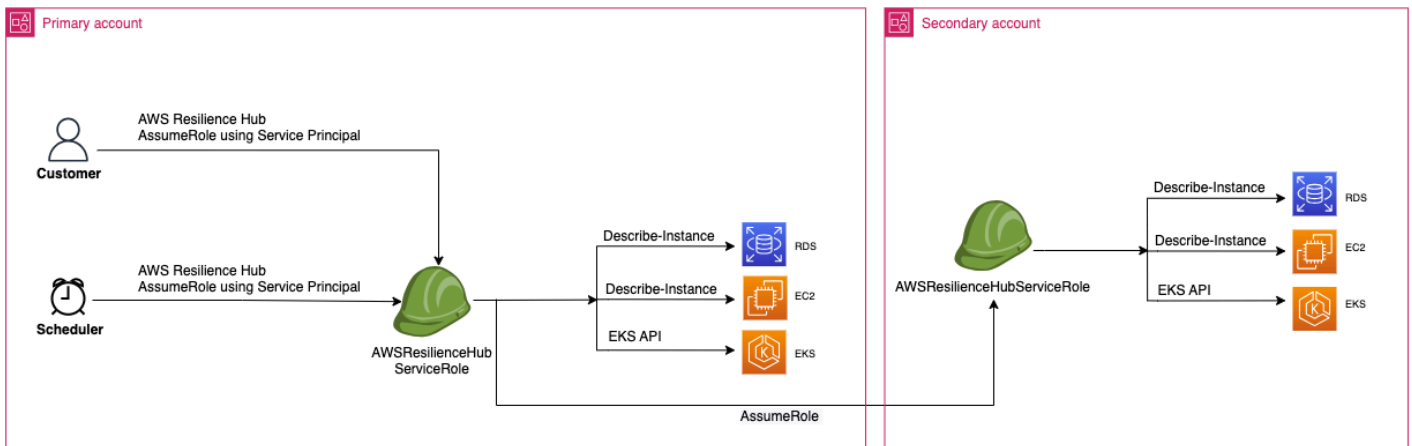 Primary account
AWS Resilience Hub
AssumeRole using Service Principal
Customer
AWS Resilience Hub
AssumeRole using Service Principal
Scheduler
AWSResilienceHub
ServiceRole
Describe-Instance
RDS
Describe-Instance
EC2
EKS API
EKS
AssumeRole
Secondary account
AWSResilienceHubServiceRole
Describe-Instance
RDS
Describe-Instance
EC2
EKS API
EKS